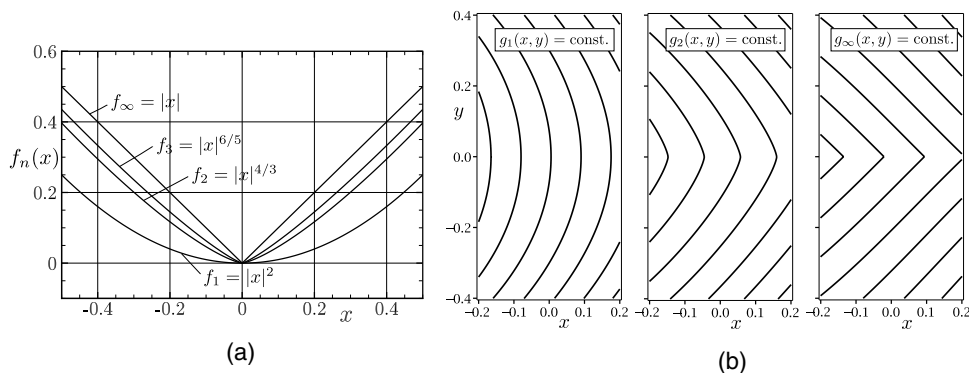 0.6
0.4
0.2
0
f_n(x)
f_∞ = |x|
f_3 = |x|^{6/5}
f_2 = |x|^{4/3}
f_1 = |x|^2
-0.4 -0.2 0 0.2 0.4
x
(a)
g_1(x, y) = const.
g_2(x, y) = const.
g_∞(x, y) = const.
0.4
0.2
y
0.0
−0.2
−0.4
−0.2 −0.1 0.0 0.1 0.2
x
−0.2 −0.1 0.0 0.1 0.2
x
−0.2 −0.1 0.0 0.1 0.2
x
(b)